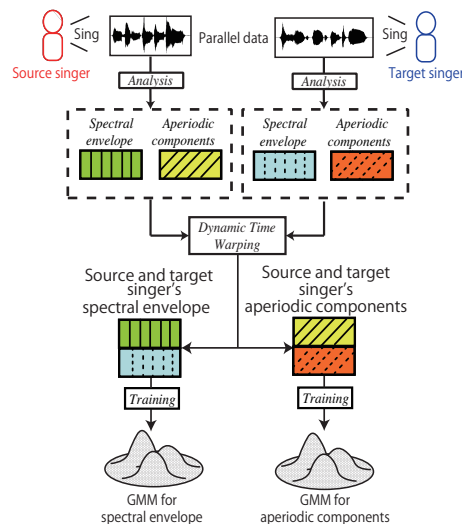 Sing
Parallel data
Sing
Source singer
Target singer
Analysis
Analysis
Spectral
envelope
Aperiodic
components
Spectral
envelope
Aperiodic
components
Dynamic Time
Warping
Source and target
singer's
spectral envelope
Source and target
singer's
aperiodic components
Training
Training
GMM for
spectral envelope
GMM for
aperiodic components